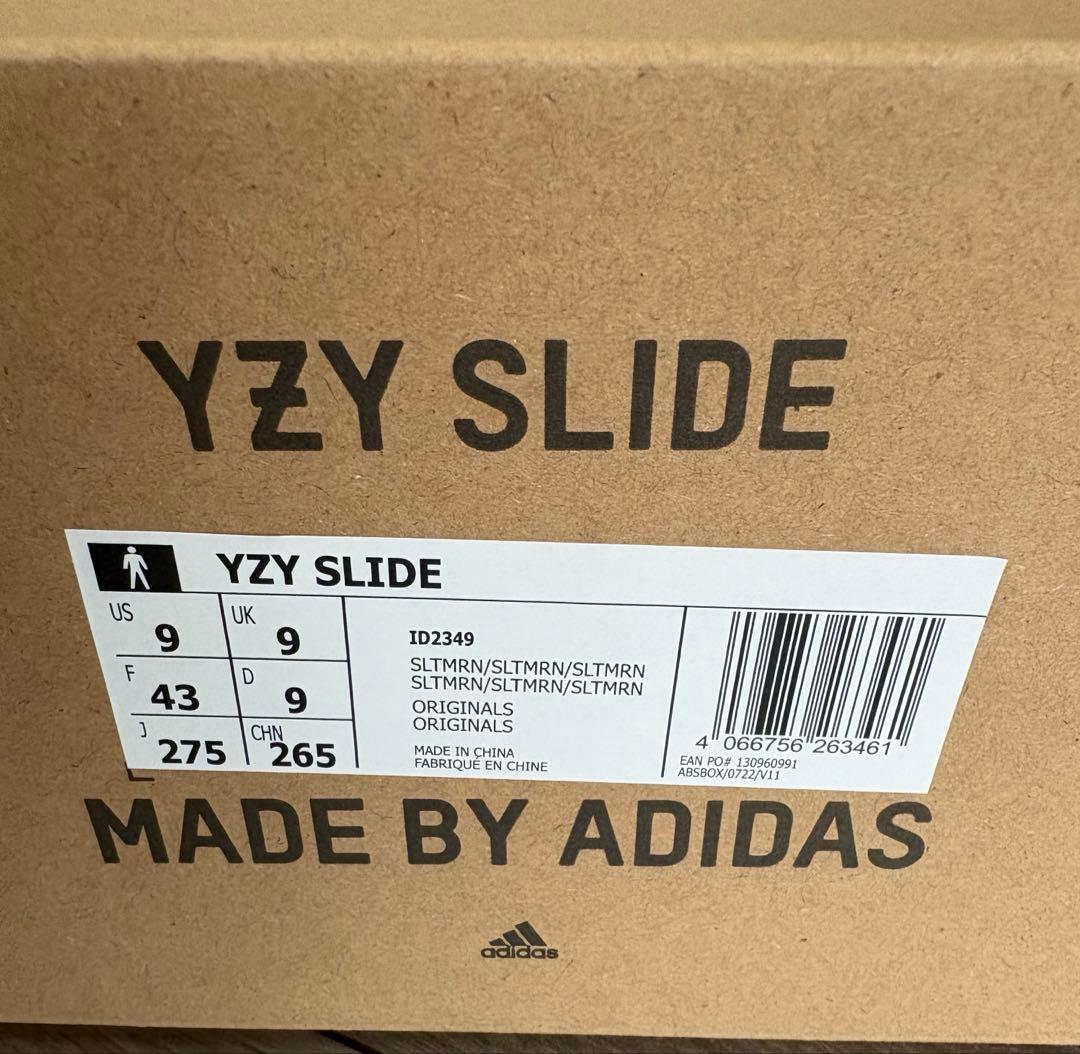 YZY SLIDE
YZY SLIDE
US 9 UK 9
F 43 D 9
J 275 CHN 265
ID2349
SLTMRN/SLTMRN/SLTMRN
SLTMRN/SLTMRN/SLTMRN
ORIGINALS
ORIGINALS
MADE IN CHINA
FABRIQUÉ EN CHINE
4 066756 263461
EAN PO# 130960991
ABSBOX/0722/V11
MADE BY ADIDAS
adidas